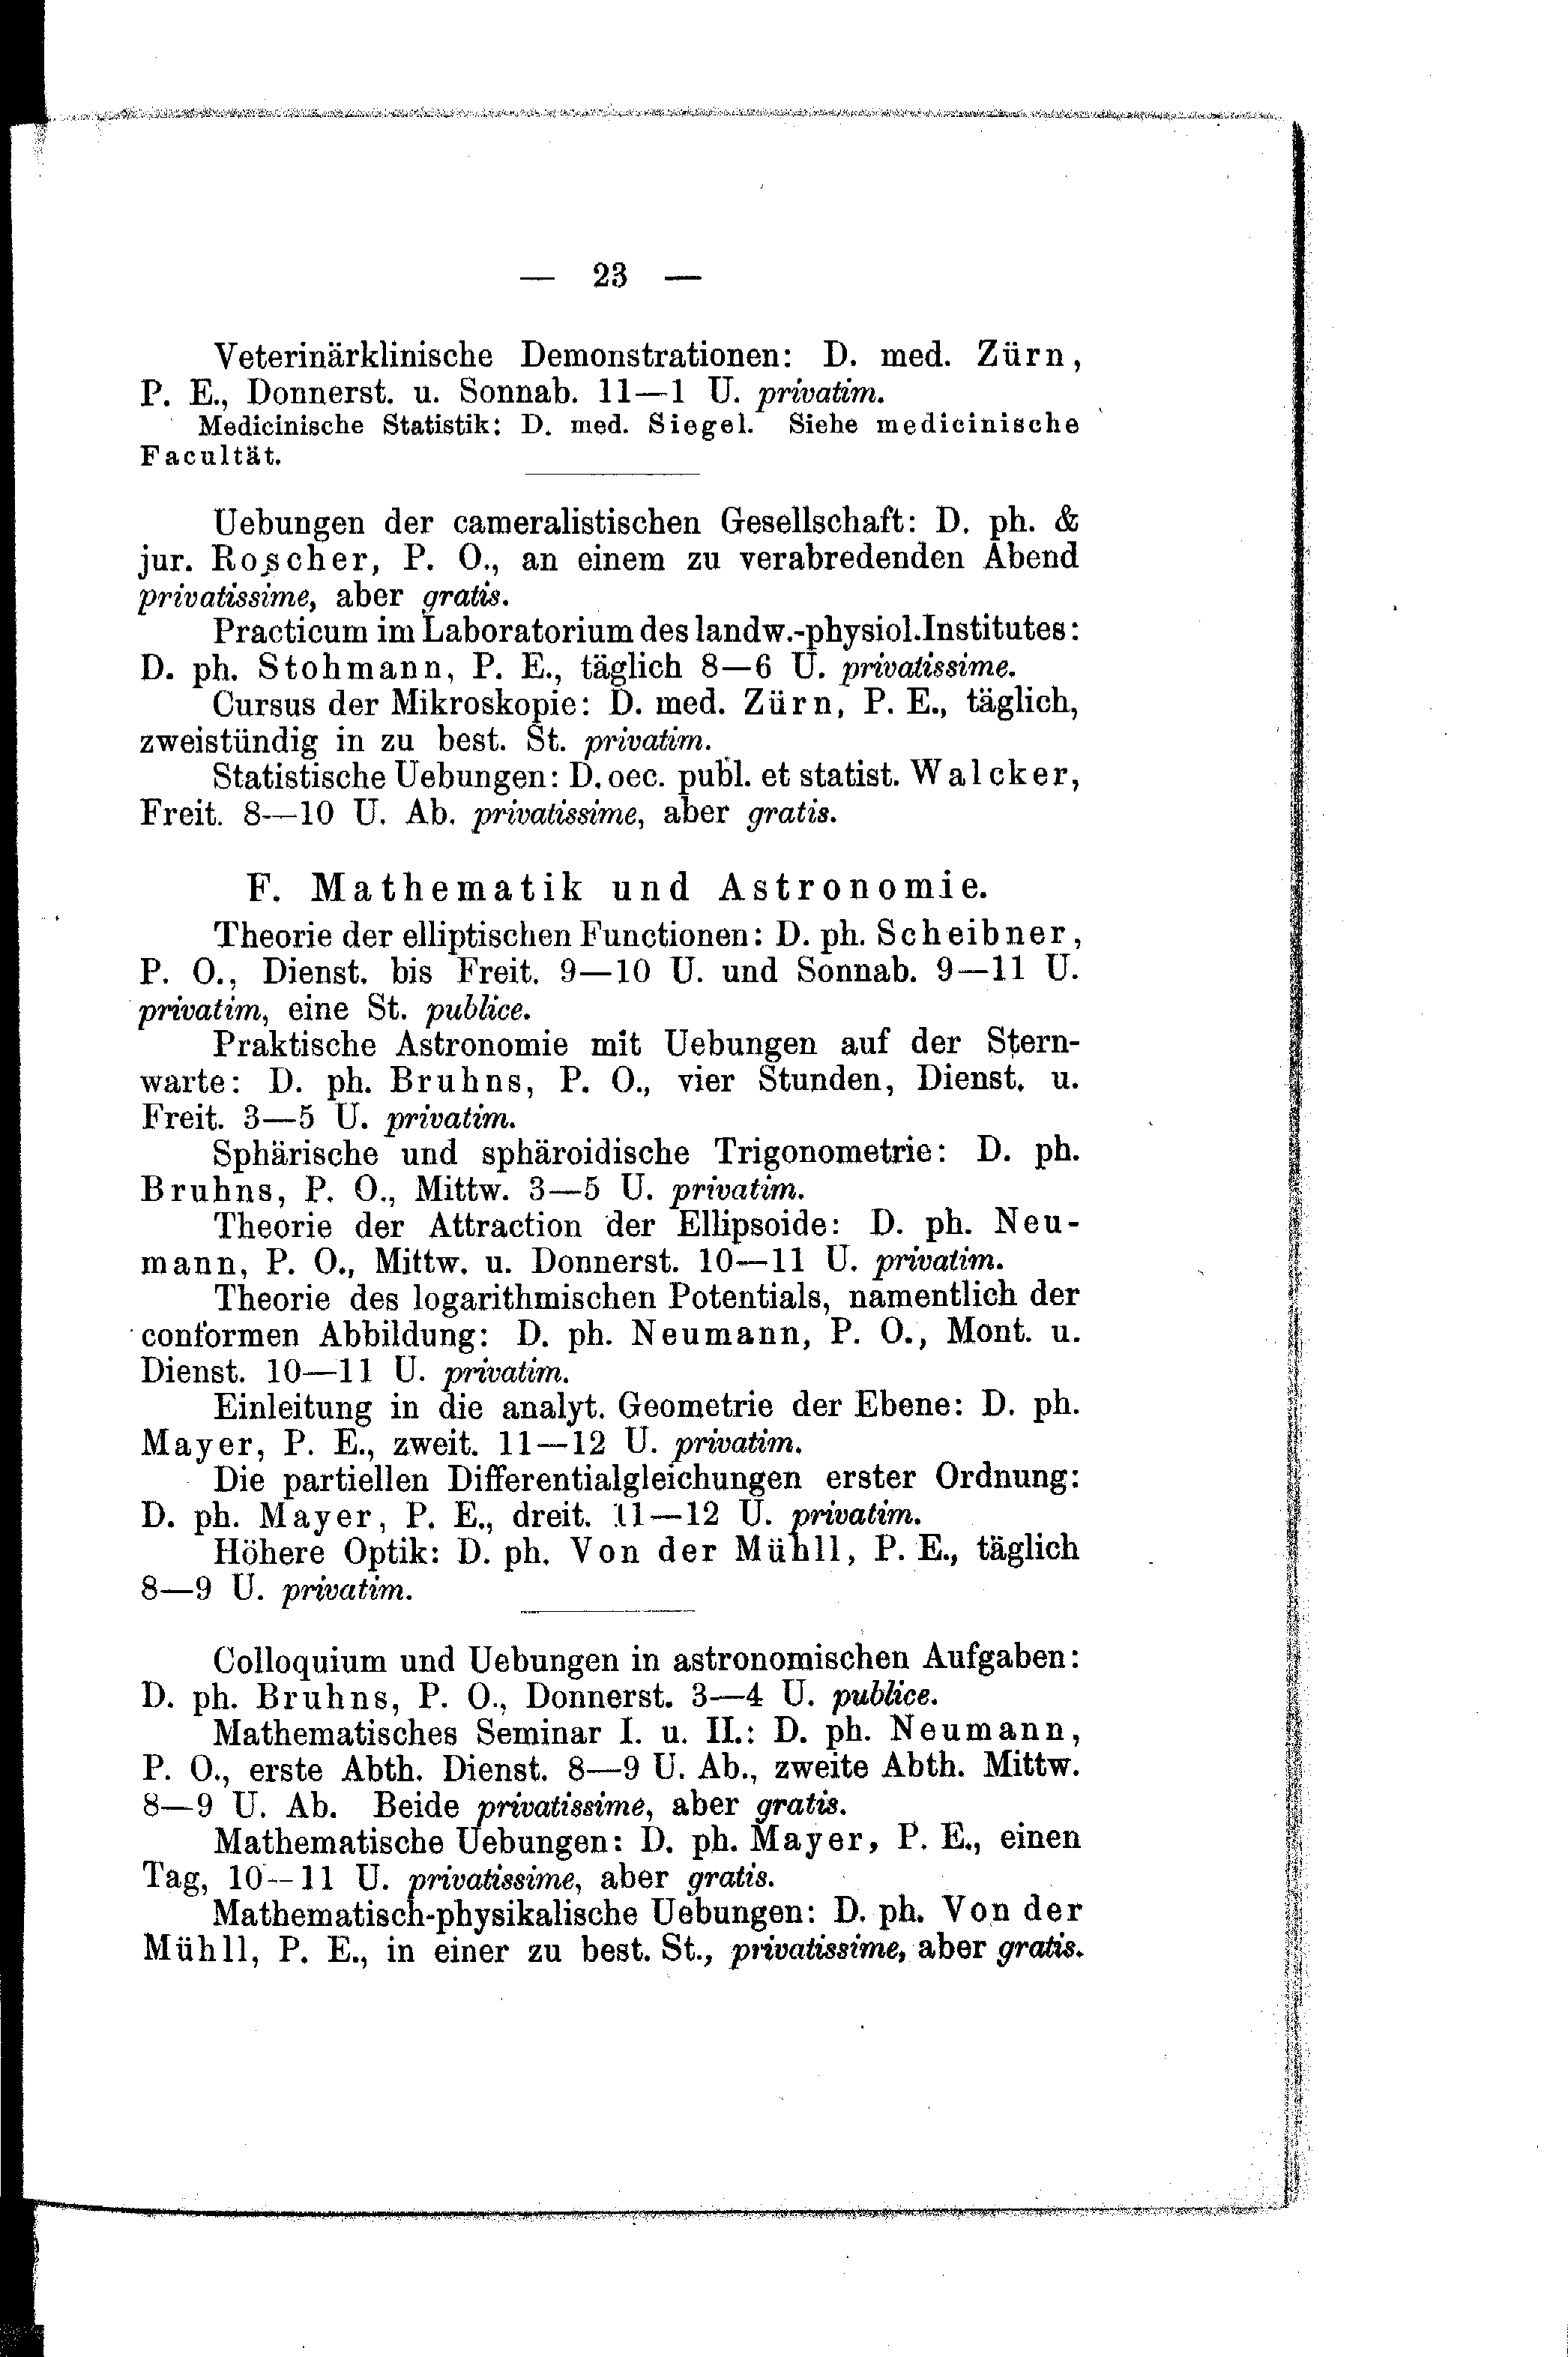 — 23 —
Veterinärklinische Demonstrationen: D. med. Zürn,
P. E., Donnerst. u. Sonnab. 11—1 U. privatim.
Medicinische Statistik: D. med. Siegel. Siehe medicinische
Facultät.
Uebungen der cameralistischen Gesellschaft: D. ph. &
jur. Roscher, P. O., an einem zu verabredenden Abend
privatissime, aber gratis.
Practicum im Laboratorium des landw.-physiol. Institutes:
D. ph. Stohmann, P. E., täglich 8—6 U. privatissime.
Cursus der Mikroskopie: D. med. Zürn, P. E., täglich,
zweistündig in zu best. St. privatim.
Statistische Uebungen: D. oec. publ. et statist. Walcker,
Freit. 8—10 U. Ab. privatissime, aber gratis.
F. Mathematik und Astronomie.
Theorie der elliptischen Functionen: D. ph. Scheibner,
P. O., Dienst. bis Freit. 9—10 U. und Sonnab. 9—11 U.
privatim, eine St. publice.
Praktische Astronomie mit Uebungen auf der Stern-
warte: D. ph. Bruhns, P. O., vier Stunden, Dienst. u.
Freit. 3—5 U. privatim.
Sphärische und sphäroidische Trigonometrie: D. ph.
Bruhns, P. O., Mittw. 3—5 U. privatim.
Theorie der Attraction der Ellipsoide: D. ph. Neu-
mann, P. O., Mittw. u. Donnerst. 10—11 U. privatim.
Theorie des logarithmischen Potentials, namentlich der
conformen Abbildung: D. ph. Neumann, P. O., Mont. u.
Dienst. 10—11 U. privatim.
Einleitung in die analyt. Geometrie der Ebene: D. ph.
Mayer, P. E., zweit. 11—12 U. privatim.
Die partiellen Differentialgleichungen erster Ordnung:
D. ph. Mayer, P. E., dreit. 11—12 U. privatim.
Höhere Optik: D. ph. Von der Mühll, P. E., täglich
8—9 U. privatim.
Colloquium und Uebungen in astronomischen Aufgaben:
D. ph. Bruhns, P. O., Donnerst. 3—4 U. publice.
Mathematisches Seminar I. u. II.: D. ph. Neumann,
P. O., erste Abth. Dienst. 8—9 U. Ab., zweite Abth. Mittw.
8—9 U. Ab. Beide privatissime, aber gratis.
Mathematische Uebungen: D. ph. Mayer, P. E., einen
Tag, 10—11 U. privatissime, aber gratis.
Mathematisch-physikalische Uebungen: D. ph. Von der
Mühll, P. E., in einer zu best. St., privatissime, aber gratis.